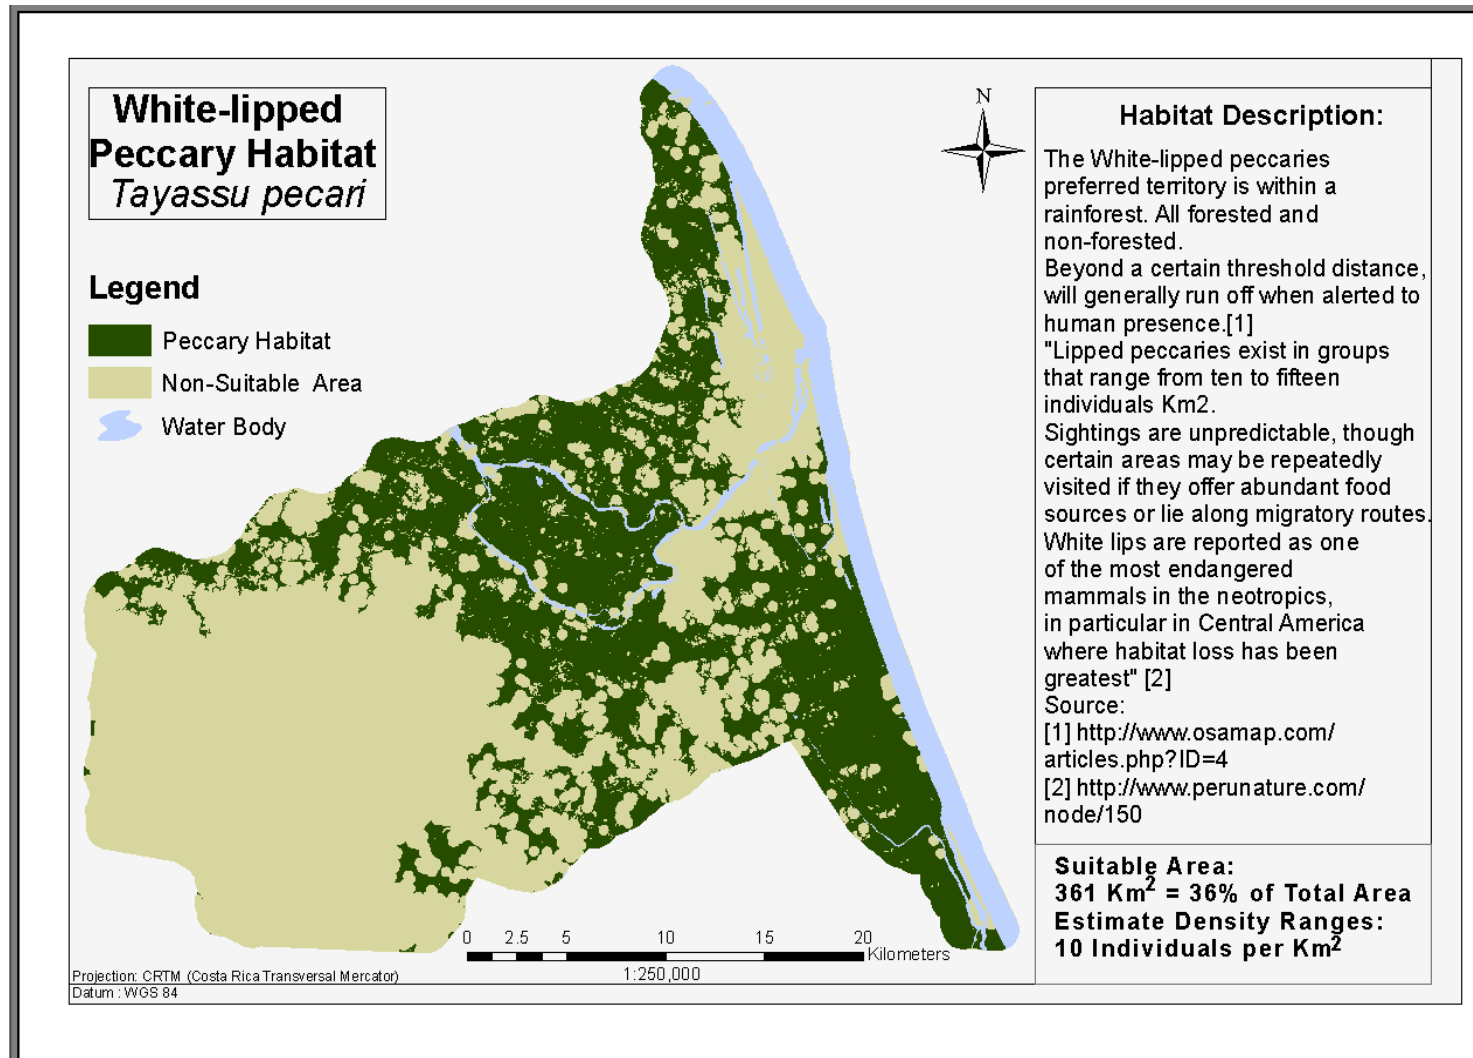 White-lipped
Peccary Habitat
Tayassu pecari
Legend
Peccary Habitat
Non-Suitable Area
Water Body
N
Habitat Description:
The White-lipped peccaries
preferred territory is within a
rainforest. All forested and
non-forested.
Beyond a certain threshold distance,
will generally run off when alerted to
human presence.[1]
"Lipped peccaries exist in groups
that range from ten to fifteen
individuals Km2.
Sightings are unpredictable, though
certain areas may be repeatedly
visited if they offer abundant food
sources or lie along migratory routes.
White lips are reported as one
of the most endangered
mammals in the neotropics,
in particular in Central America
where habitat loss has been
greatest" [2]
Source:
[1] http://www.osamap.com/
articles.php?ID=4
[2] http://www.perunature.com/
node/150
Suitable Area:
361 Km² = 36% of Total Area
Estimate Density Ranges:
10 Individuals per Km²
0 2.5 5 10 15 20
Kilometers
1:250,000
Projection: CRTM (Costa Rica Transversal Mercator)
Datum : WGS 84